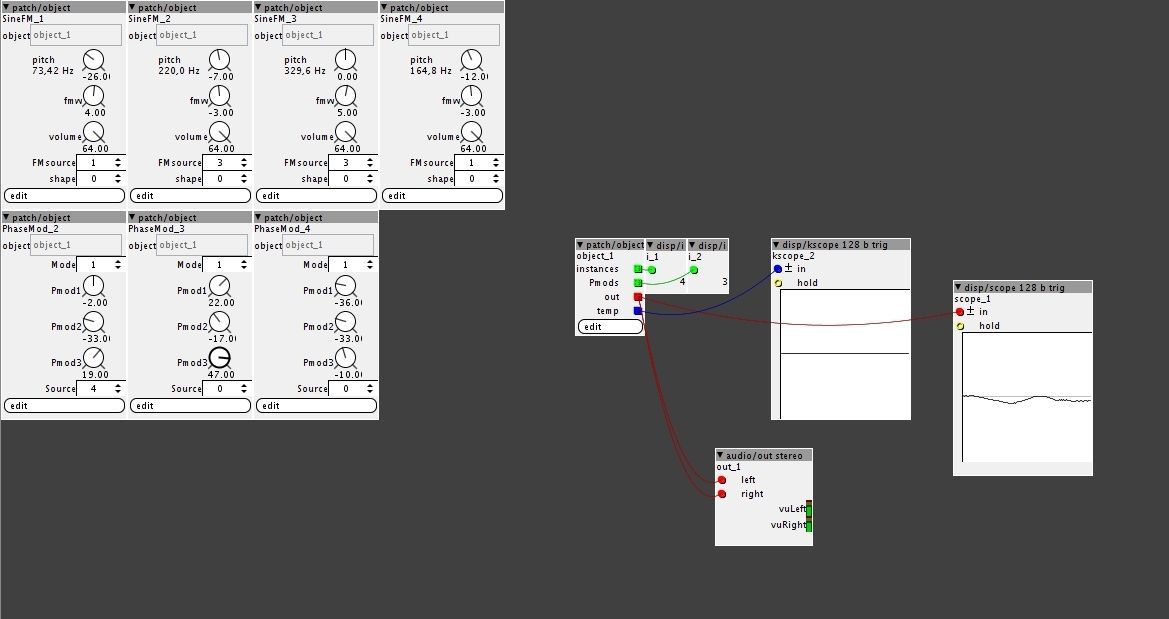 patch/object patch/object patch/object patch/object
SineFM_1 SineFM_2 SineFM_3 SineFM_4
object object_1 object object_1 object object_1 object object_1
pitch pitch pitch pitch
73,42 Hz 220,0 Hz 329,6 Hz 164,8 Hz
-26.0 -7.00 0.00 -12.0
fmw fmw fmw fmw
4.00 -3.00 5.00 -3.00
volume volume volume volume
64.00 64.00 64.00 64.00
FMsource 1 FMsource 3 FMsource 3 FMsource 1
shape 0 shape 0 shape 0 shape 0
edit edit edit edit
patch/object patch/object patch/object
PhaseMod_2 PhaseMod_3 PhaseMod_4
object object_1 object object_1 object object_1
Mode 1 Mode 1 Mode 1
Pmod1 Pmod1 Pmod1
-2.00 22.00 -36.0
Pmod2 Pmod2 Pmod2
-33.0 -17.0 -33.0
Pmod3 Pmod3 Pmod3
19.00 47.00 -10.0
Source 4 Source 0 Source 0
edit edit edit
patch/object disp/i disp/i
object_1 i_1 i_2
instances
Pmods 4 3
out
temp
edit
disp/kscope 128 b trig
kscope_2
± in
hold
disp/scope 128 b trig
scope_1
± in
hold
audio/out stereo
out_1
left
right
vuLeft
vuRight